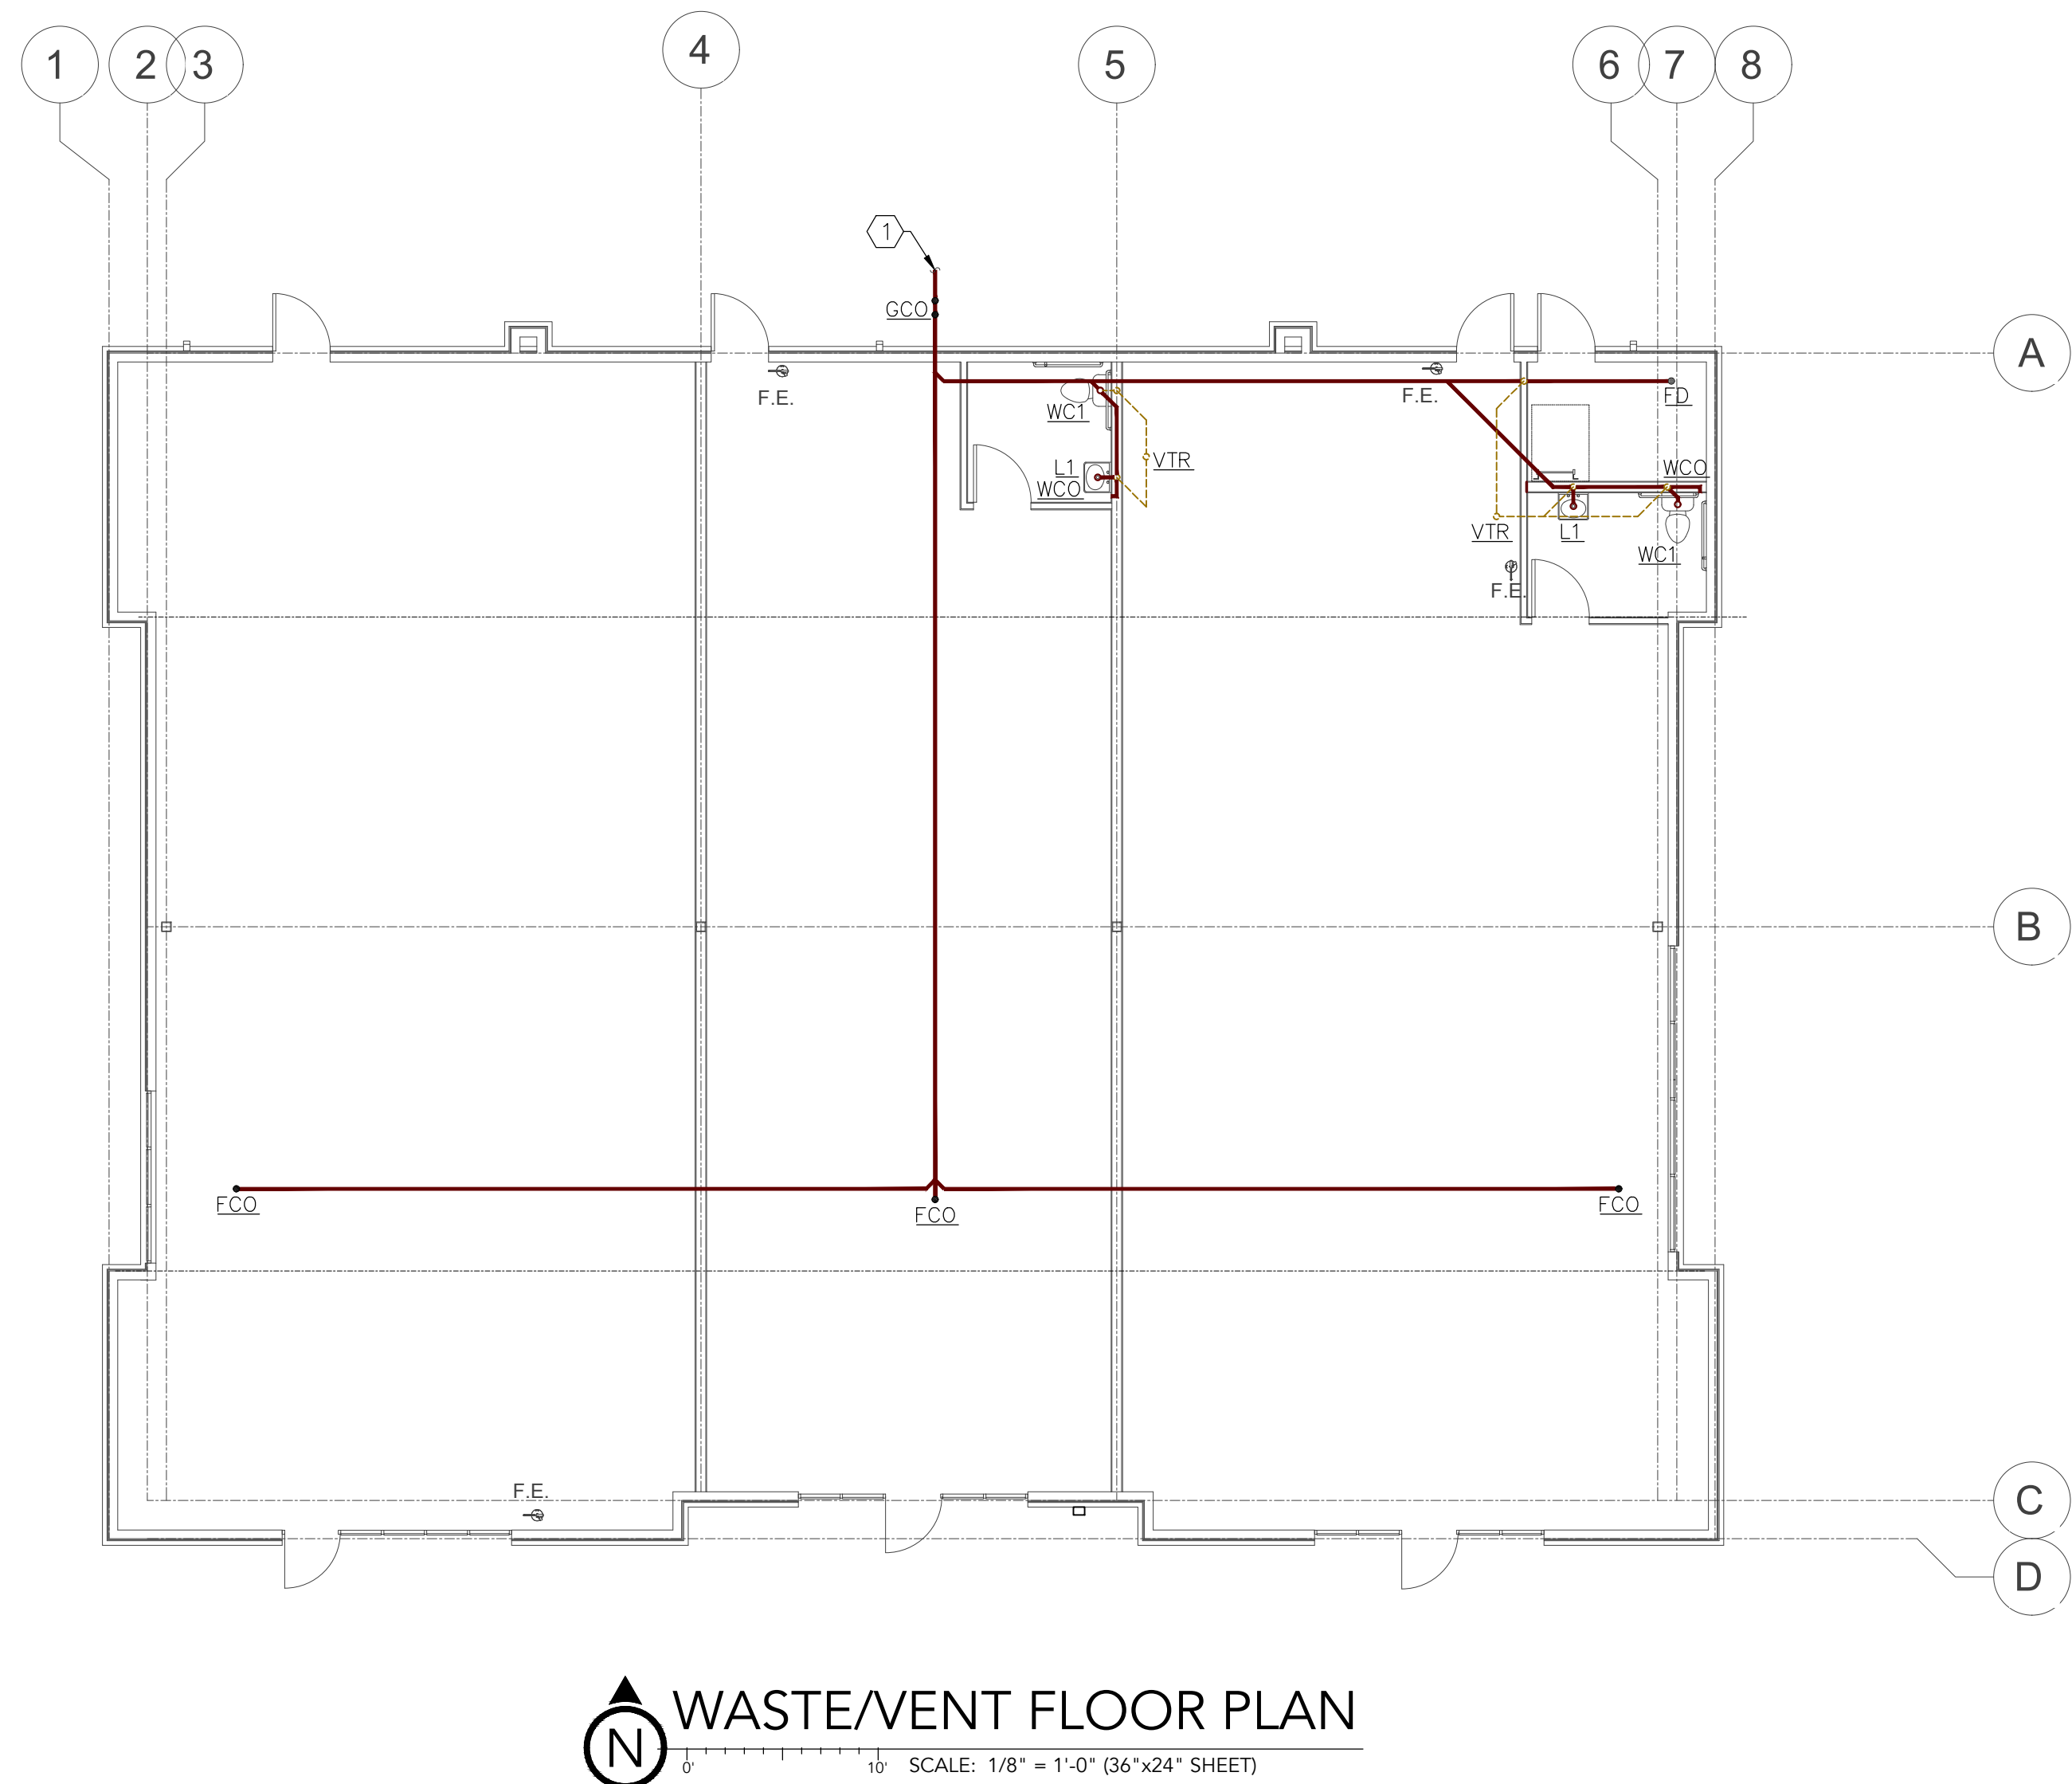 1 2 3 4 5 6 7 8
1
GCO
A
F.E.
F.E.
FD
WC1
L1
WCO
VTR
WCO
VTR
L1
WC1
F.E.
B
FCO
FCO
FCO
F.E.
C
D
N
WASTE/VENT FLOOR PLAN
0' 10' SCALE: 1/8" = 1'-0" (36"x24" SHEET)